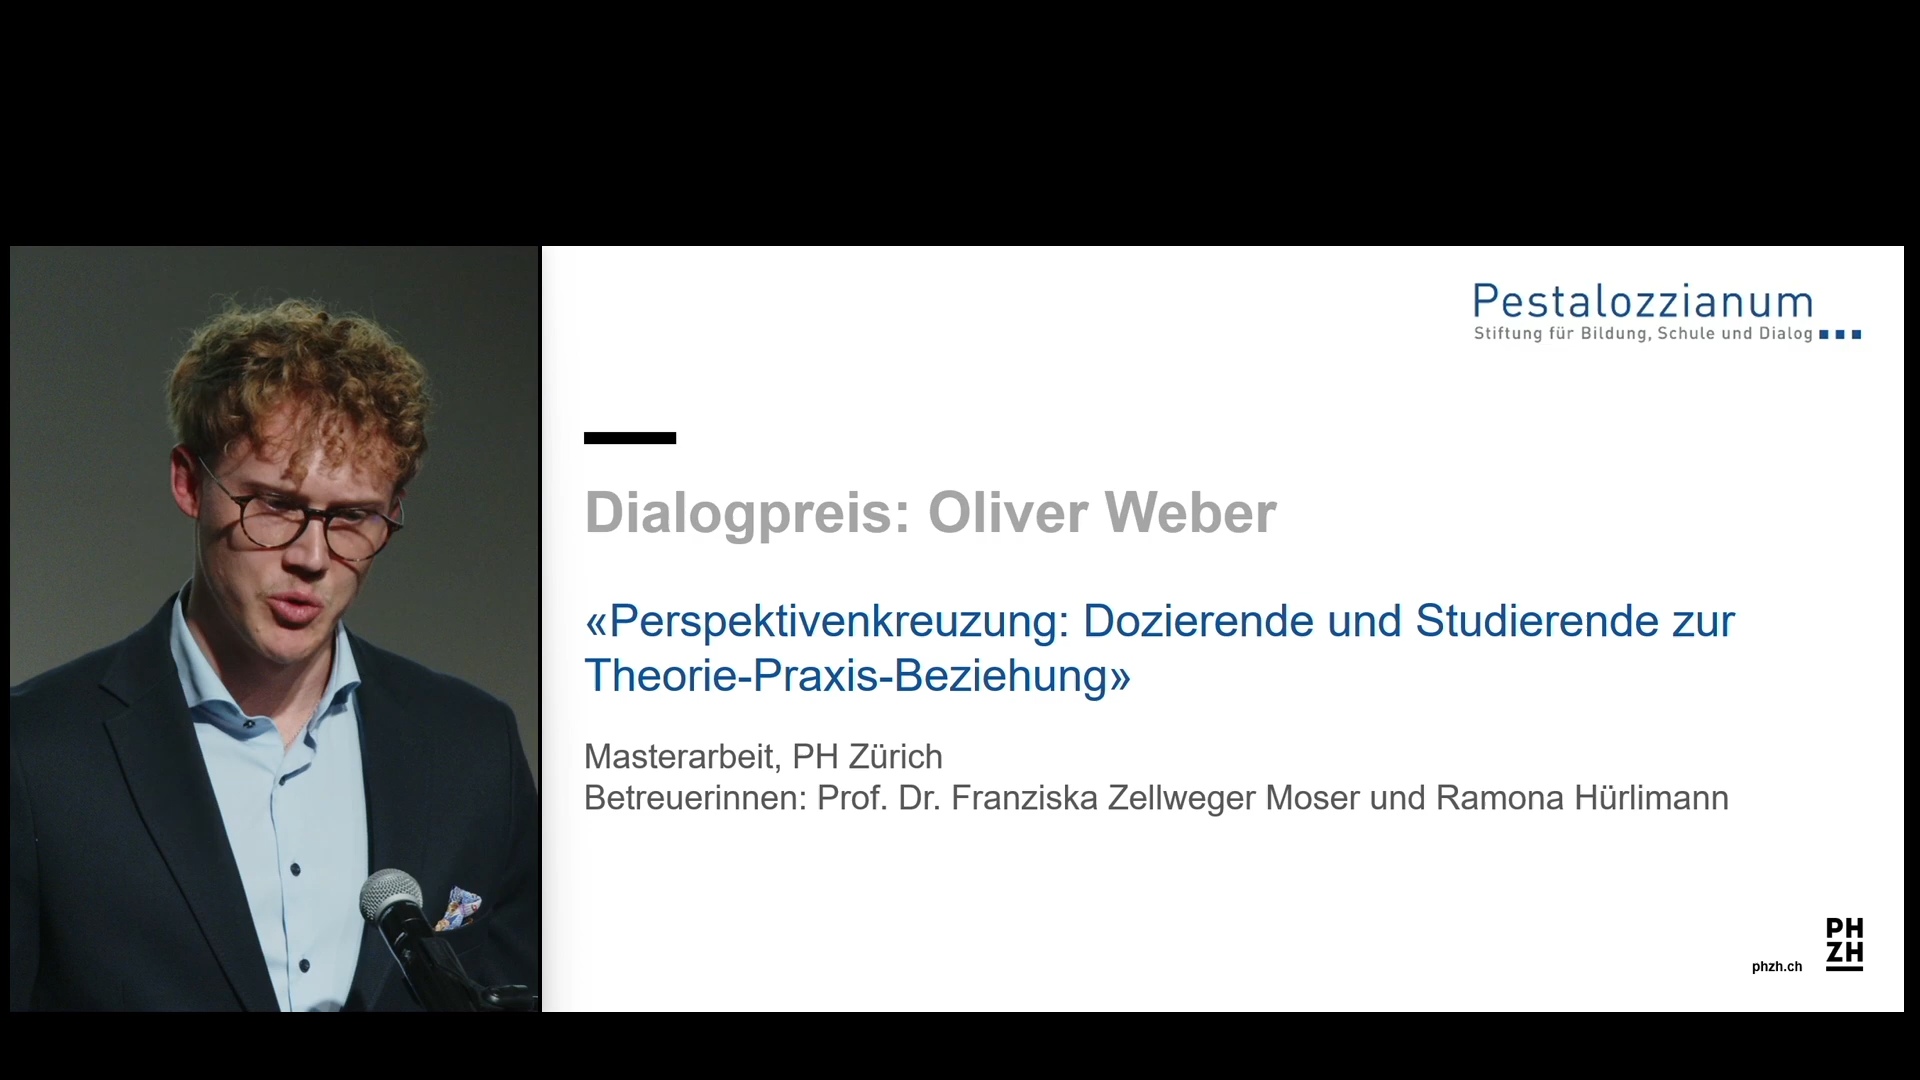 Pestalozzianum
Stiftung für Bildung, Schule und Dialog
Dialogpreis: Oliver Weber
«Perspektivenkreuzung: Dozierende und Studierende zur
Theorie-Praxis-Beziehung»
Masterarbeit, PH Zürich
Betreuerinnen: Prof. Dr. Franziska Zellweger Moser und Ramona Hürlimann
phzh.ch
PH
ZH